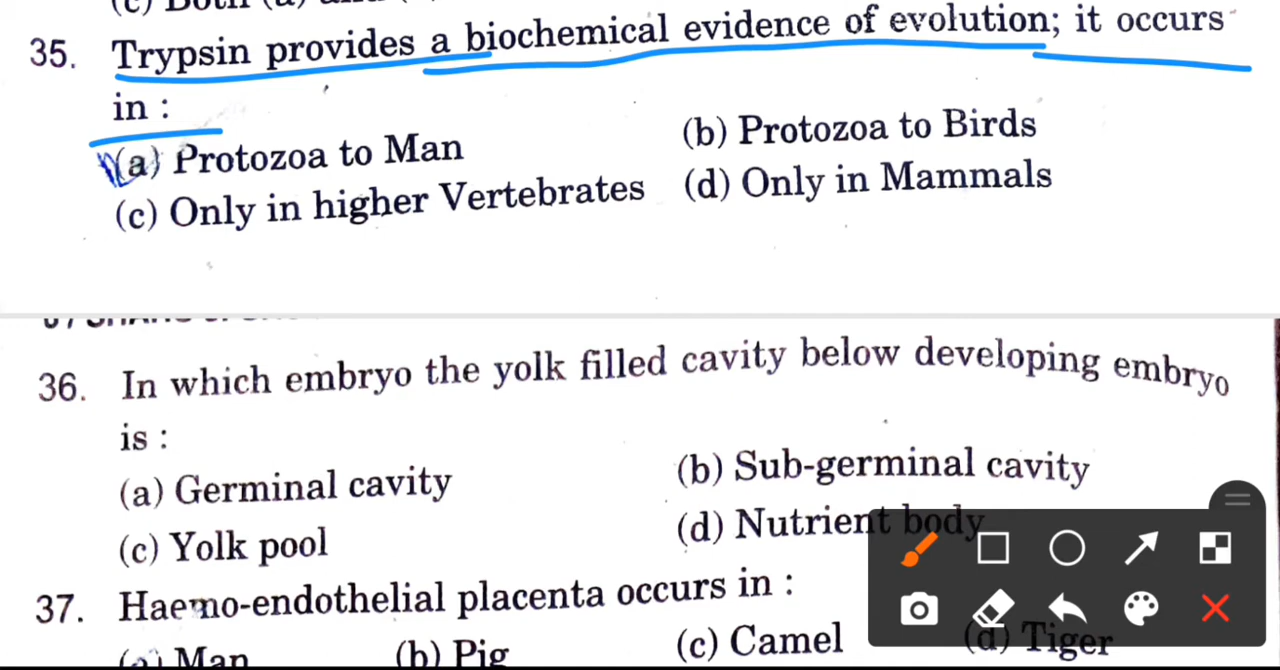 35. Trypsin provides a biochemical evidence of evolution; it occurs
in :
(a) Protozoa to Man (b) Protozoa to Birds
(c) Only in higher Vertebrates (d) Only in Mammals
36. In which embryo the yolk filled cavity below developing embryo
is :
(a) Germinal cavity (b) Sub-germinal cavity
(c) Yolk pool (d) Nutrient body
37. Haemo-endothelial placenta occurs in :
(a) Man (b) Pig (c) Camel (d) Tiger